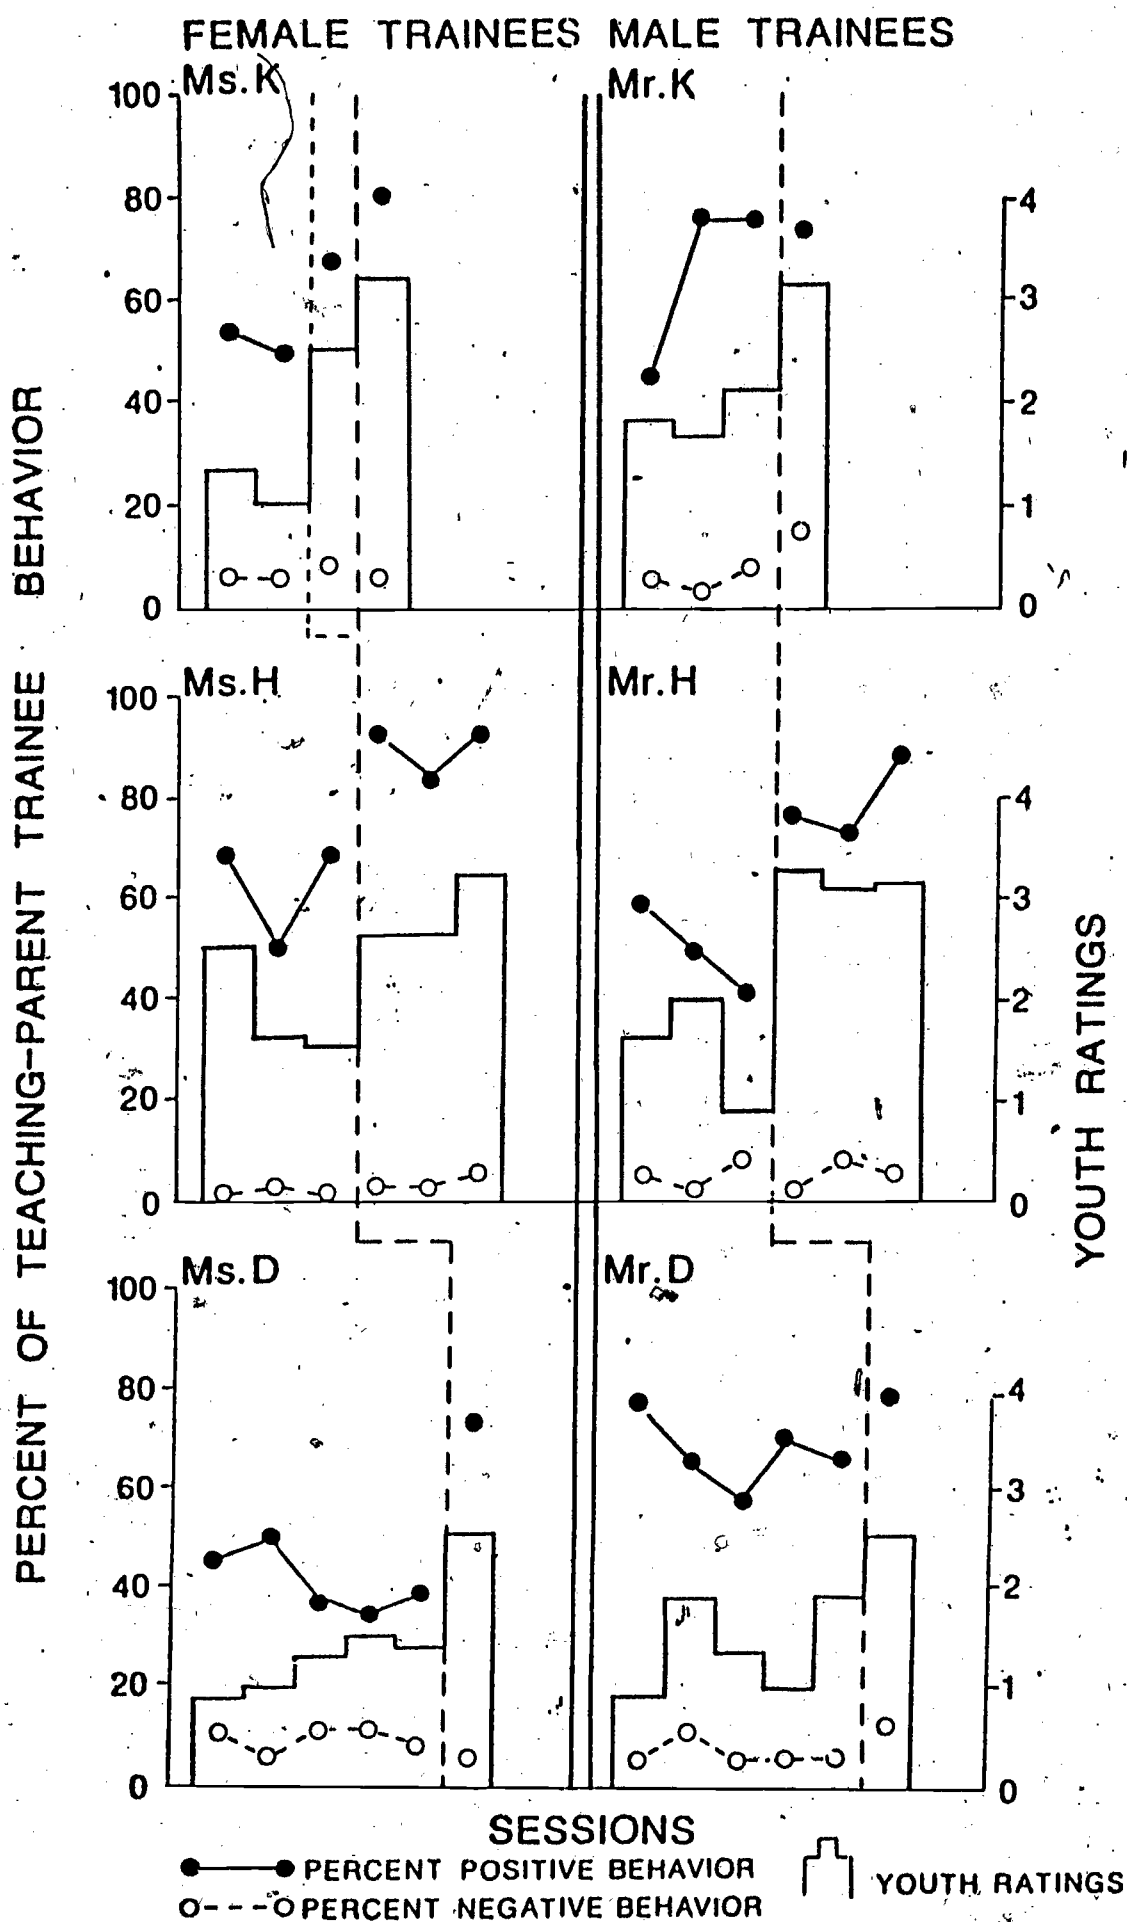 FEMALE TRAINEES MALE TRAINEES
Ms.K
Mr.K
100
80
60
40
20
0
4
3
2
1
0
Ms.H
Mr.H
100
80
60
40
20
0
4
3
2
1
0
Ms.D
Mr.D
100
80
60
40
20
0
4
3
2
1
0
PERCENT OF TEACHING-PARENT TRAINEE BEHAVIOR
YOUTH RATINGS
SESSIONS
PERCENT POSITIVE BEHAVIOR
PERCENT NEGATIVE BEHAVIOR
YOUTH RATINGS